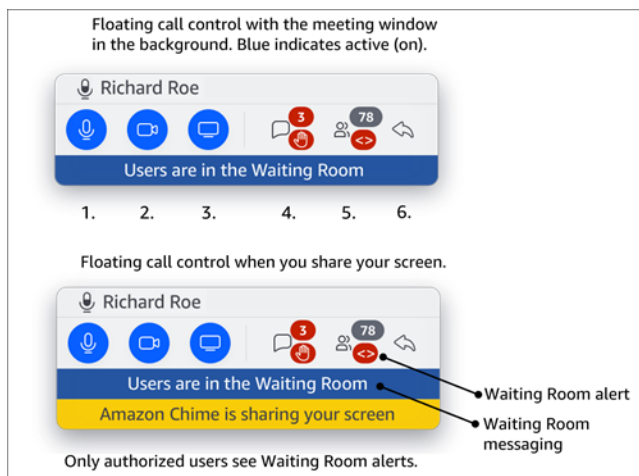 Floating call control with the meeting window
in the background. Blue indicates active (on).
Richard Roe
3
78
<>
Users are in the Waiting Room
1. 2. 3. 4. 5. 6.
Floating call control when you share your screen.
Richard Roe
3
78
<>
Users are in the Waiting Room
Amazon Chime is sharing your screen
Waiting Room alert
Waiting Room
messaging
Only authorized users see Waiting Room alerts.